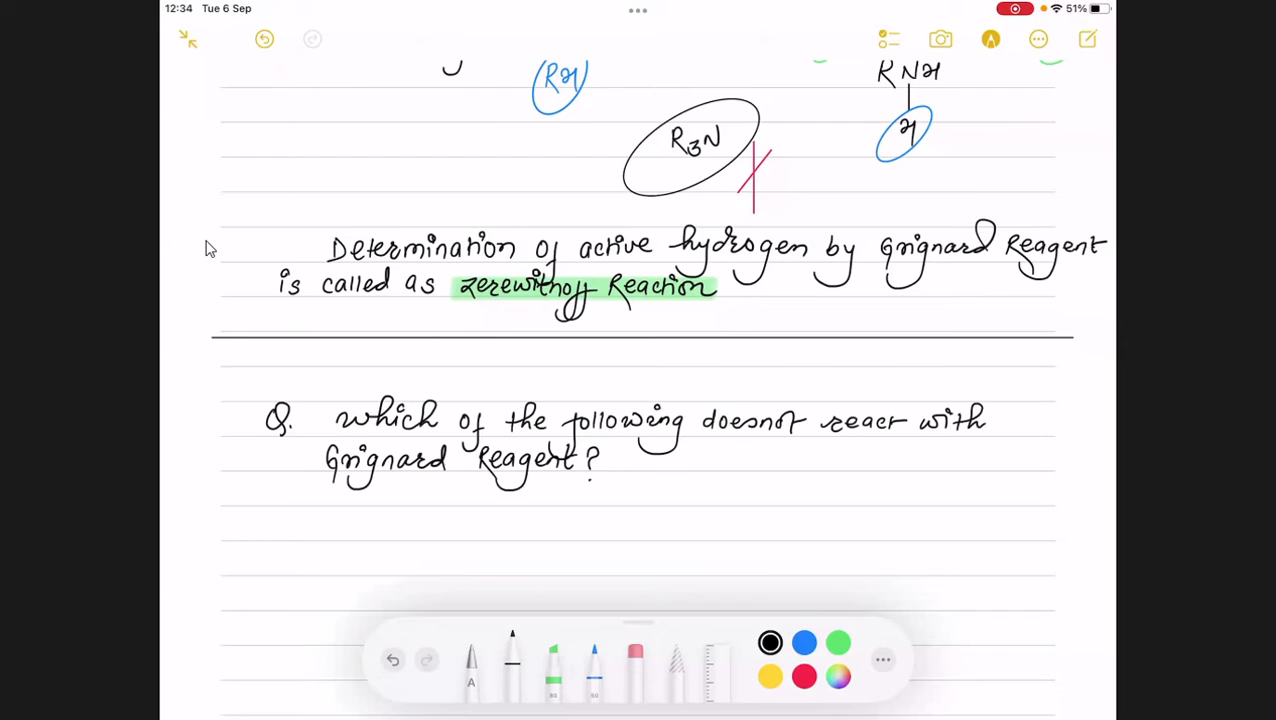 12:34 Tue 6 Sep
51%
RH
RNH
H
R3N
Determination of active hydrogen by Grignard Reagent
is called as zerewithoff Reaction
Q. which of the following doesnot react with
Grignard Reagent?
A